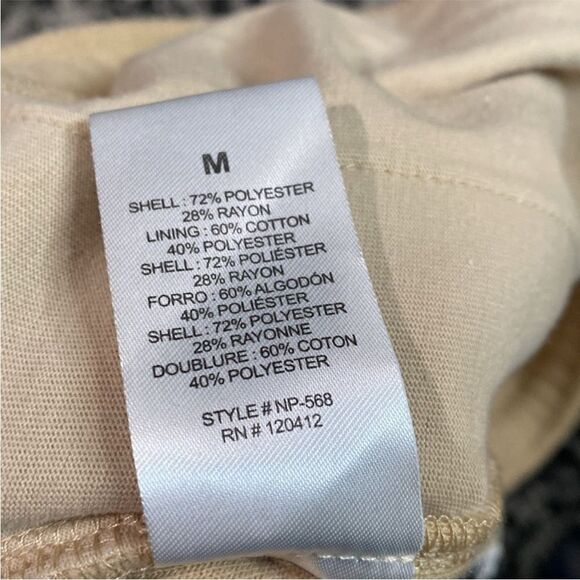 M
SHELL : 72% POLYESTER
28% RAYON
LINING : 60% COTTON
40% POLYESTER
SHELL : 72% POLIÉSTER
28% RAYON
FORRO : 60% ALGODÓN
40% POLIÉSTER
SHELL : 72% POLYESTER
28% RAYONNE
DOUBLURE : 60% COTON
40% POLYESTER
STYLE # NP-568
RN # 120412